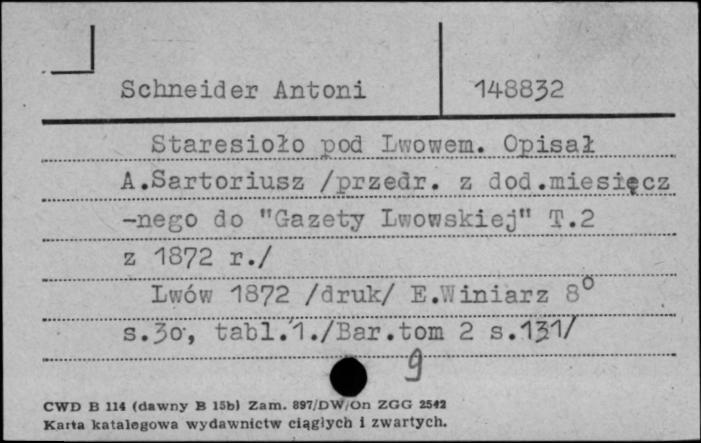 Schneider Antoni 148832
Staresioło pod Lwowem. Opisał
A.Sartoriusz /przedr. z dod.miesięcz
-nego do "Gazety Lwowskiej" T.2
z 1872 r./
Lwów 1872 /druk/ E.Winiarz 8°
s.30, tabl.1./Bar.tom 2 s.131/
9
CWD B 114 (dawny B 15b) Zam. 897/DW/On ZGG 2542
Karta katalogowa wydawnictw ciągłych i zwartych.